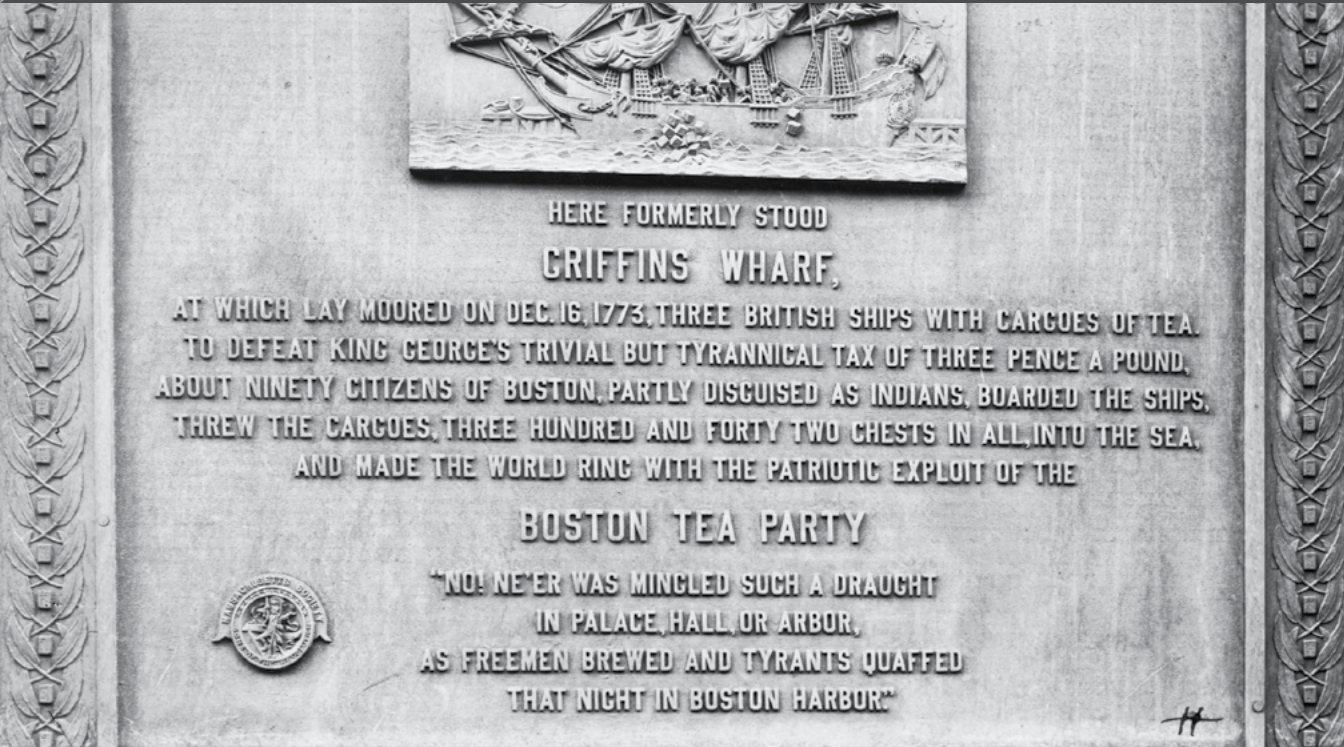 HERE FORMERLY STOOD
GRIFFINS WHARF,
AT WHICH LAY MOORED ON DEC. 16, 1773, THREE BRITISH SHIPS WITH CARGOES OF TEA.
TO DEFEAT KING GEORGE'S TRIVIAL BUT TYRANNICAL TAX OF THREE PENCE A POUND,
ABOUT NINETY CITIZENS OF BOSTON, PARTLY DISGUISED AS INDIANS, BOARDED THE SHIPS,
THREW THE CARGOES, THREE HUNDRED AND FORTY TWO CHESTS IN ALL, INTO THE SEA,
AND MADE THE WORLD RING WITH THE PATRIOTIC EXPLOIT OF THE
BOSTON TEA PARTY
"NO! NE'ER WAS MINGLED SUCH A DRAUGHT
IN PALACE, HALL, OR ARBOR,
AS FREEMEN BREWED AND TYRANTS QUAFFED
THAT NIGHT IN BOSTON HARBOR."
MASSACHUSETTS SOCIETY